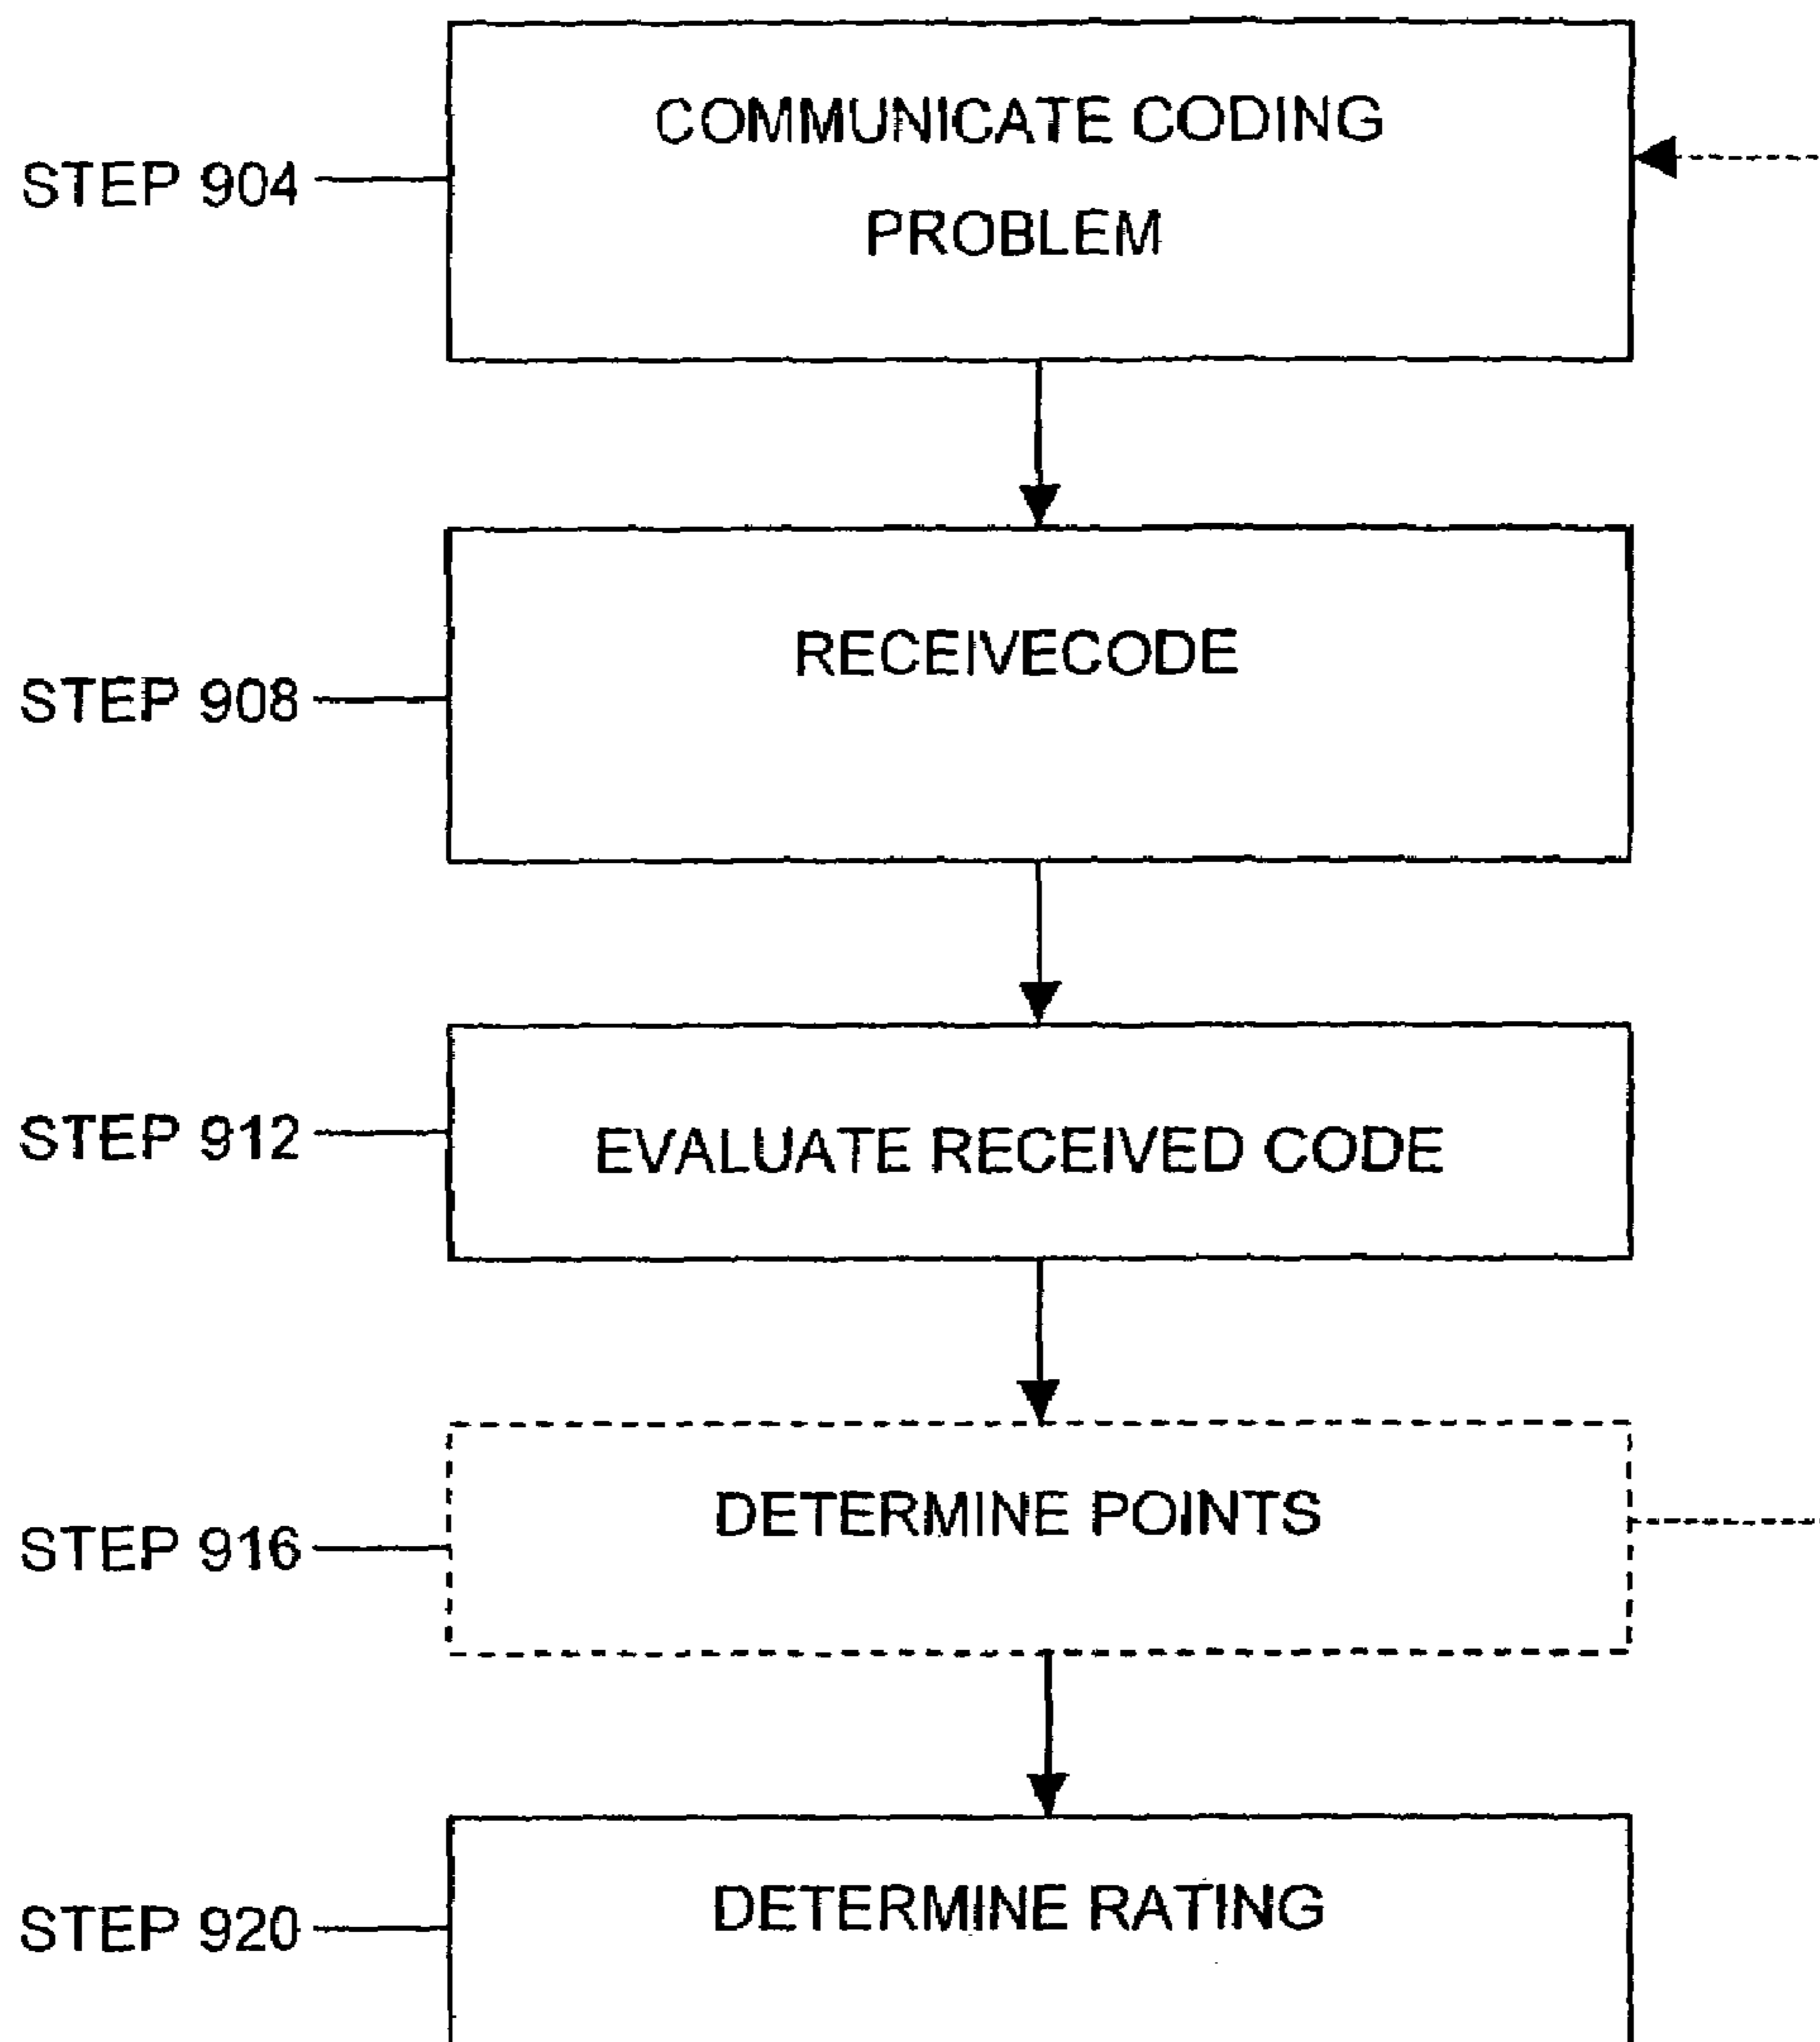 COMMUNICATE CODING
PROBLEM
STEP 904
RECEIVECODE
STEP 908
EVALUATE RECEIVED CODE
STEP 912
DETERMINE POINTS
STEP 916
DETERMINE RATING
STEP 920